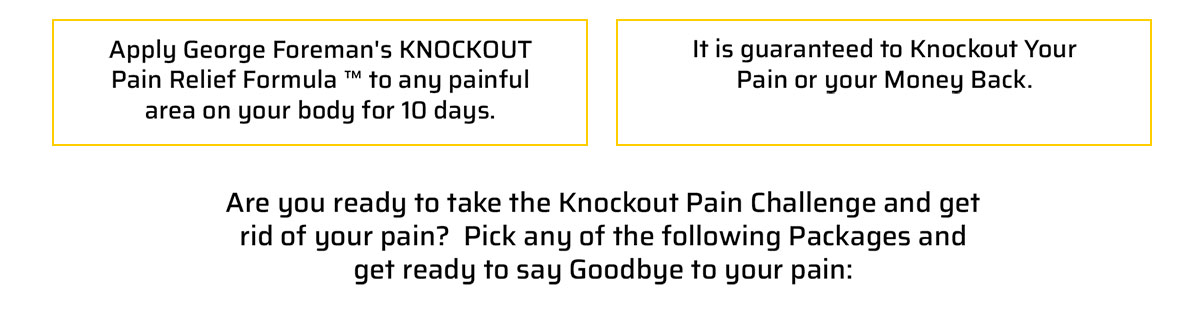 Apply George Foreman's KNOCKOUT
Pain Relief Formula ™ to any painful
area on your body for 10 days.
It is guaranteed to Knockout Your
Pain or your Money Back.
Are you ready to take the Knockout Pain Challenge and get
rid of your pain?  Pick any of the following Packages and
get ready to say Goodbye to your pain: